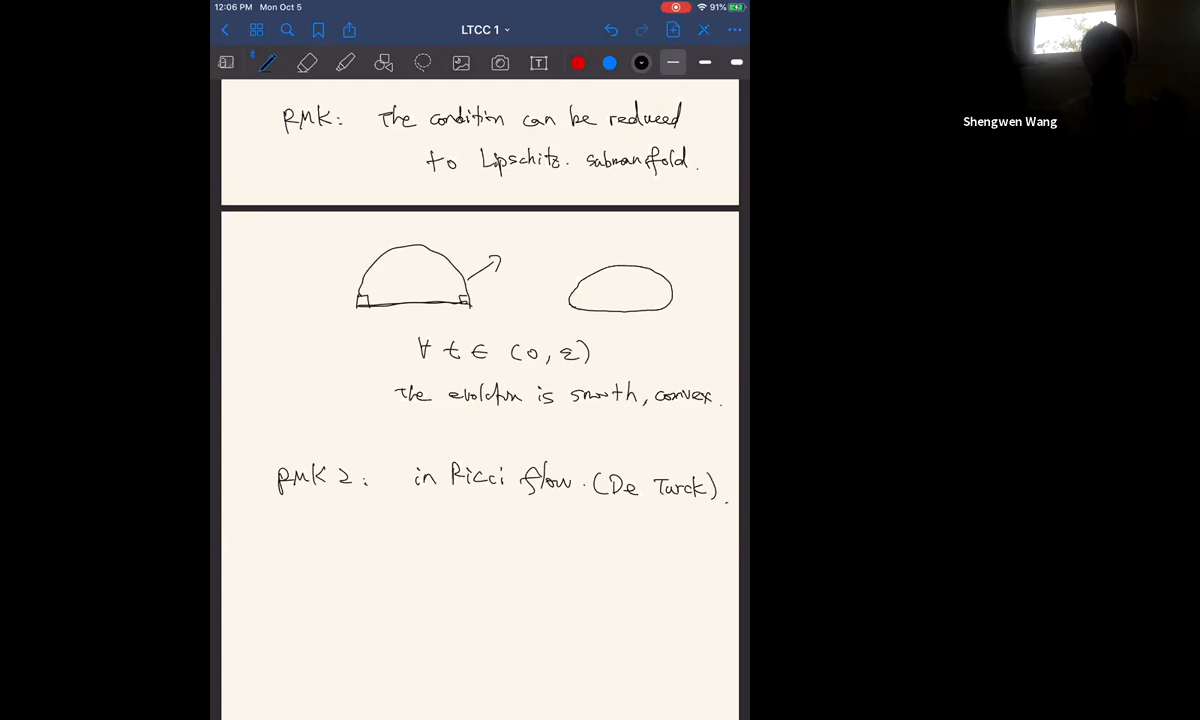 12:06 PM Mon Oct 5
91%
LTCC 1
T
RMK: The condition can be reduced
to Lipschitz. submanifold.
∀ t ∈ (0, ε)
The evolution is smooth, convex.
RMK 2: in Ricci flow. (De Turck).
Shengwen Wang